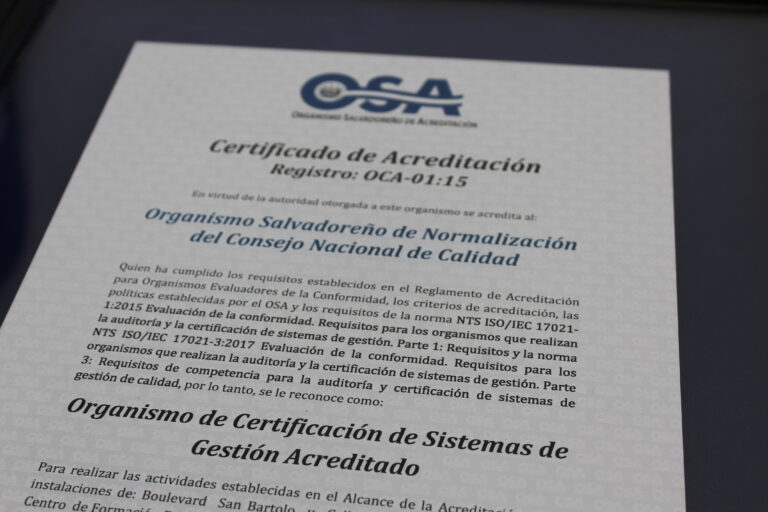 OSA
ORGANISMO SALVADOREÑO DE ACREDITACIÓN
Certificado de Acreditación
Registro: OCA-01:15
En virtud de la autoridad otorgada a este organismo se acredita al:
Organismo Salvadoreño de Normalización
del Consejo Nacional de Calidad
Quien ha cumplido los requisitos establecidos en el Reglamento de Acreditación
para Organismos Evaluadores de la Conformidad, los criterios de acreditación, las
políticas establecidas por el OSA y los requisitos de la norma NTS ISO/IEC 17021-
1:2015 Evaluación de la conformidad. Requisitos para los organismos que realizan
la auditoría y la certificación de sistemas de gestión. Parte 1: Requisitos y la norma
NTS ISO/IEC 17021-3:2017 Evaluación de la conformidad. Requisitos para los
organismos que realizan la auditoría y la certificación de sistemas de gestión. Parte
3: Requisitos de competencia para la auditoría y certificación de sistemas de
gestión de calidad, por lo tanto, se le reconoce como:
Organismo de Certificación de Sistemas de
Gestión Acreditado
Para realizar las actividades establecidas en el Alcance de la Acreditación
instalaciones de: Boulevard San Bartolo
Centro de Formación